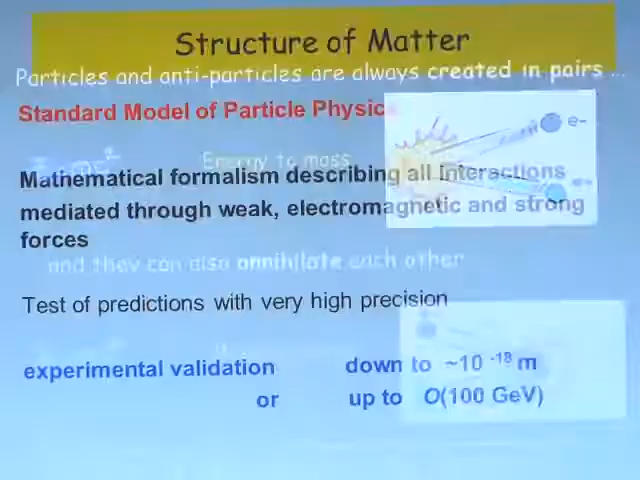 Structure of Matter
Particles and anti-particles are always created in pairs ...
Standard Model of Particle Physic
e-
Energy to mass
Mathematical formalism describing all Interactions
e+
mediated through weak, electromagnetic and strong
forces
and they can also annihilate each other
Test of predictions with very high precision
experimental validation down to ~10 -18 m
or up to O(100 GeV)